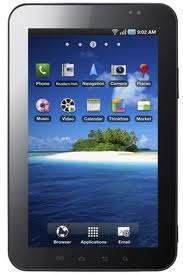 9:02 AM
Phone Readers Hub Navigation Camera Places
Music Video Calendar Thinkfree Market
Browser Applications Email